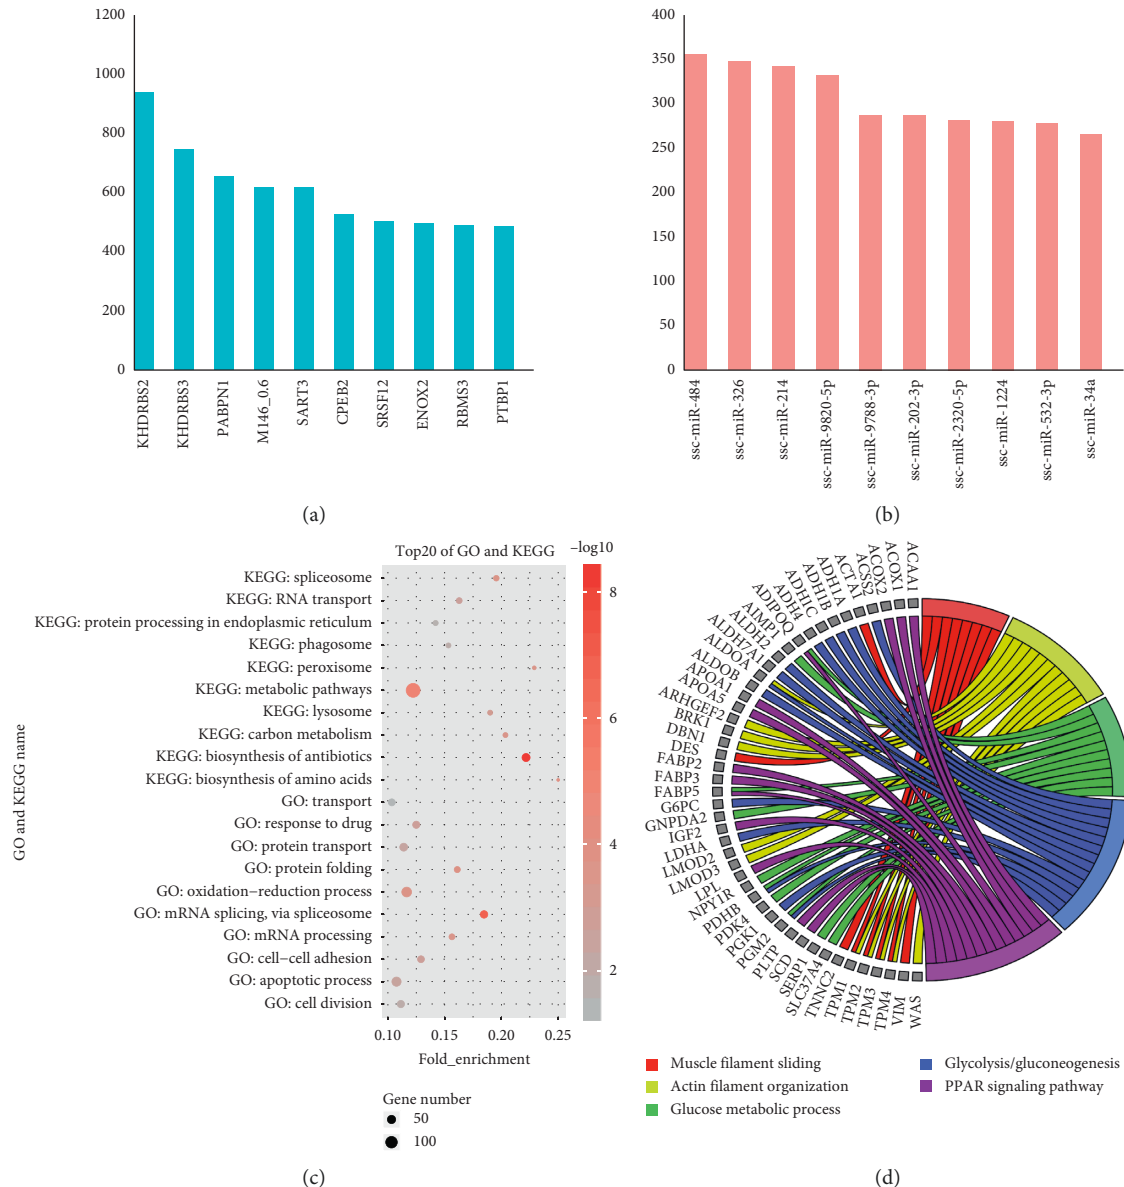 1200
1000
800
600
400
200
0
KHDRBS2
KHDRBS3
PABPN1
M146_0.6
SART3
CPEB2
SRSF12
ENOX2
RBMS3
PTBP1
(a)
400
350
300
250
200
150
100
50
0
ssc-miR-484
ssc-miR-326
ssc-miR-214
ssc-miR-9820-5p
ssc-miR-9788-3p
ssc-miR-202-3p
ssc-miR-2320-5p
ssc-miR-1224
ssc-miR-532-3p
ssc-miR-34a
(b)
Top20 of GO and KEGG
−log10
GO and KEGG name
KEGG: spliceosome
KEGG: RNA transport
KEGG: protein processing in endoplasmic reticulum
KEGG: phagosome
KEGG: peroxisome
KEGG: metabolic pathways
KEGG: lysosome
KEGG: carbon metabolism
KEGG: biosynthesis of antibiotics
KEGG: biosynthesis of amino acids
GO: transport
GO: response to drug
GO: protein transport
GO: protein folding
GO: oxidation−reduction process
GO: mRNA splicing, via spliceosome
GO: mRNA processing
GO: cell−cell adhesion
GO: apoptotic process
GO: cell division
8
6
4
2
0.10
0.15
0.20
0.25
Fold_enrichment
Gene number
50
100
(c)
ACAA1
ACOX1
ACOX2
ACSS2
ACTA1
ADH1A
ADH1B
ADH1C
ADH4
ADIPOQ
AIMP1
ALDH2
ALDH7A1
ALDOA
ALDOB
APOA1
APOA5
ARHGEF2
BRK1
DBN1
DES
FABP2
FABP3
FABP5
G6PC
GNPDA2
IGF2
LDHA
LMOD2
LMOD3
LPL
NPY1R
PDHB
PDK4
PGK1
PGM2
PLTP
SCD
SERP1
SLC37A4
TNNC2
TPM1
TPM2
TPM3
TPM4
VIM
WAS
Muscle filament sliding
Actin filament organization
Glucose metabolic process
Glycolysis/gluconeogenesis
PPAR signaling pathway
(d)